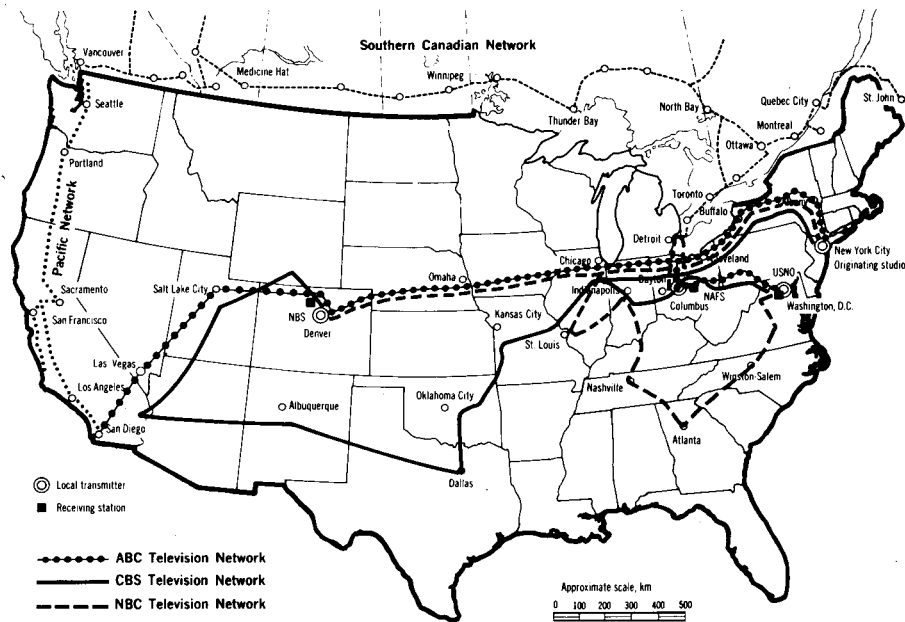 Southern Canadian Network
Vancouver
Medicine Hat
Winnipeg
Thunder Bay
North Bay
Quebec City
St. John
Montreal
Ottawa
Seattle
Portland
Toronto
Buffalo
Detroit
Pacific Network
Chicago
Cleveland
New York City
Originating studio
Omaha
Salt Lake City
Sacramento
San Francisco
NBS
Denver
Indianapolis
Dayton
Columbus
NAFS
USNO
Washington, D.C.
Kansas City
St. Louis
Las Vegas
Los Angeles
San Diego
Albuquerque
Oklahoma City
Nashville
Winston-Salem
Atlanta
Dallas
Local transmitter
Receiving station
ABC Television Network
CBS Television Network
NBC Television Network
Approximate scale, km
0 100 200 300 400 500